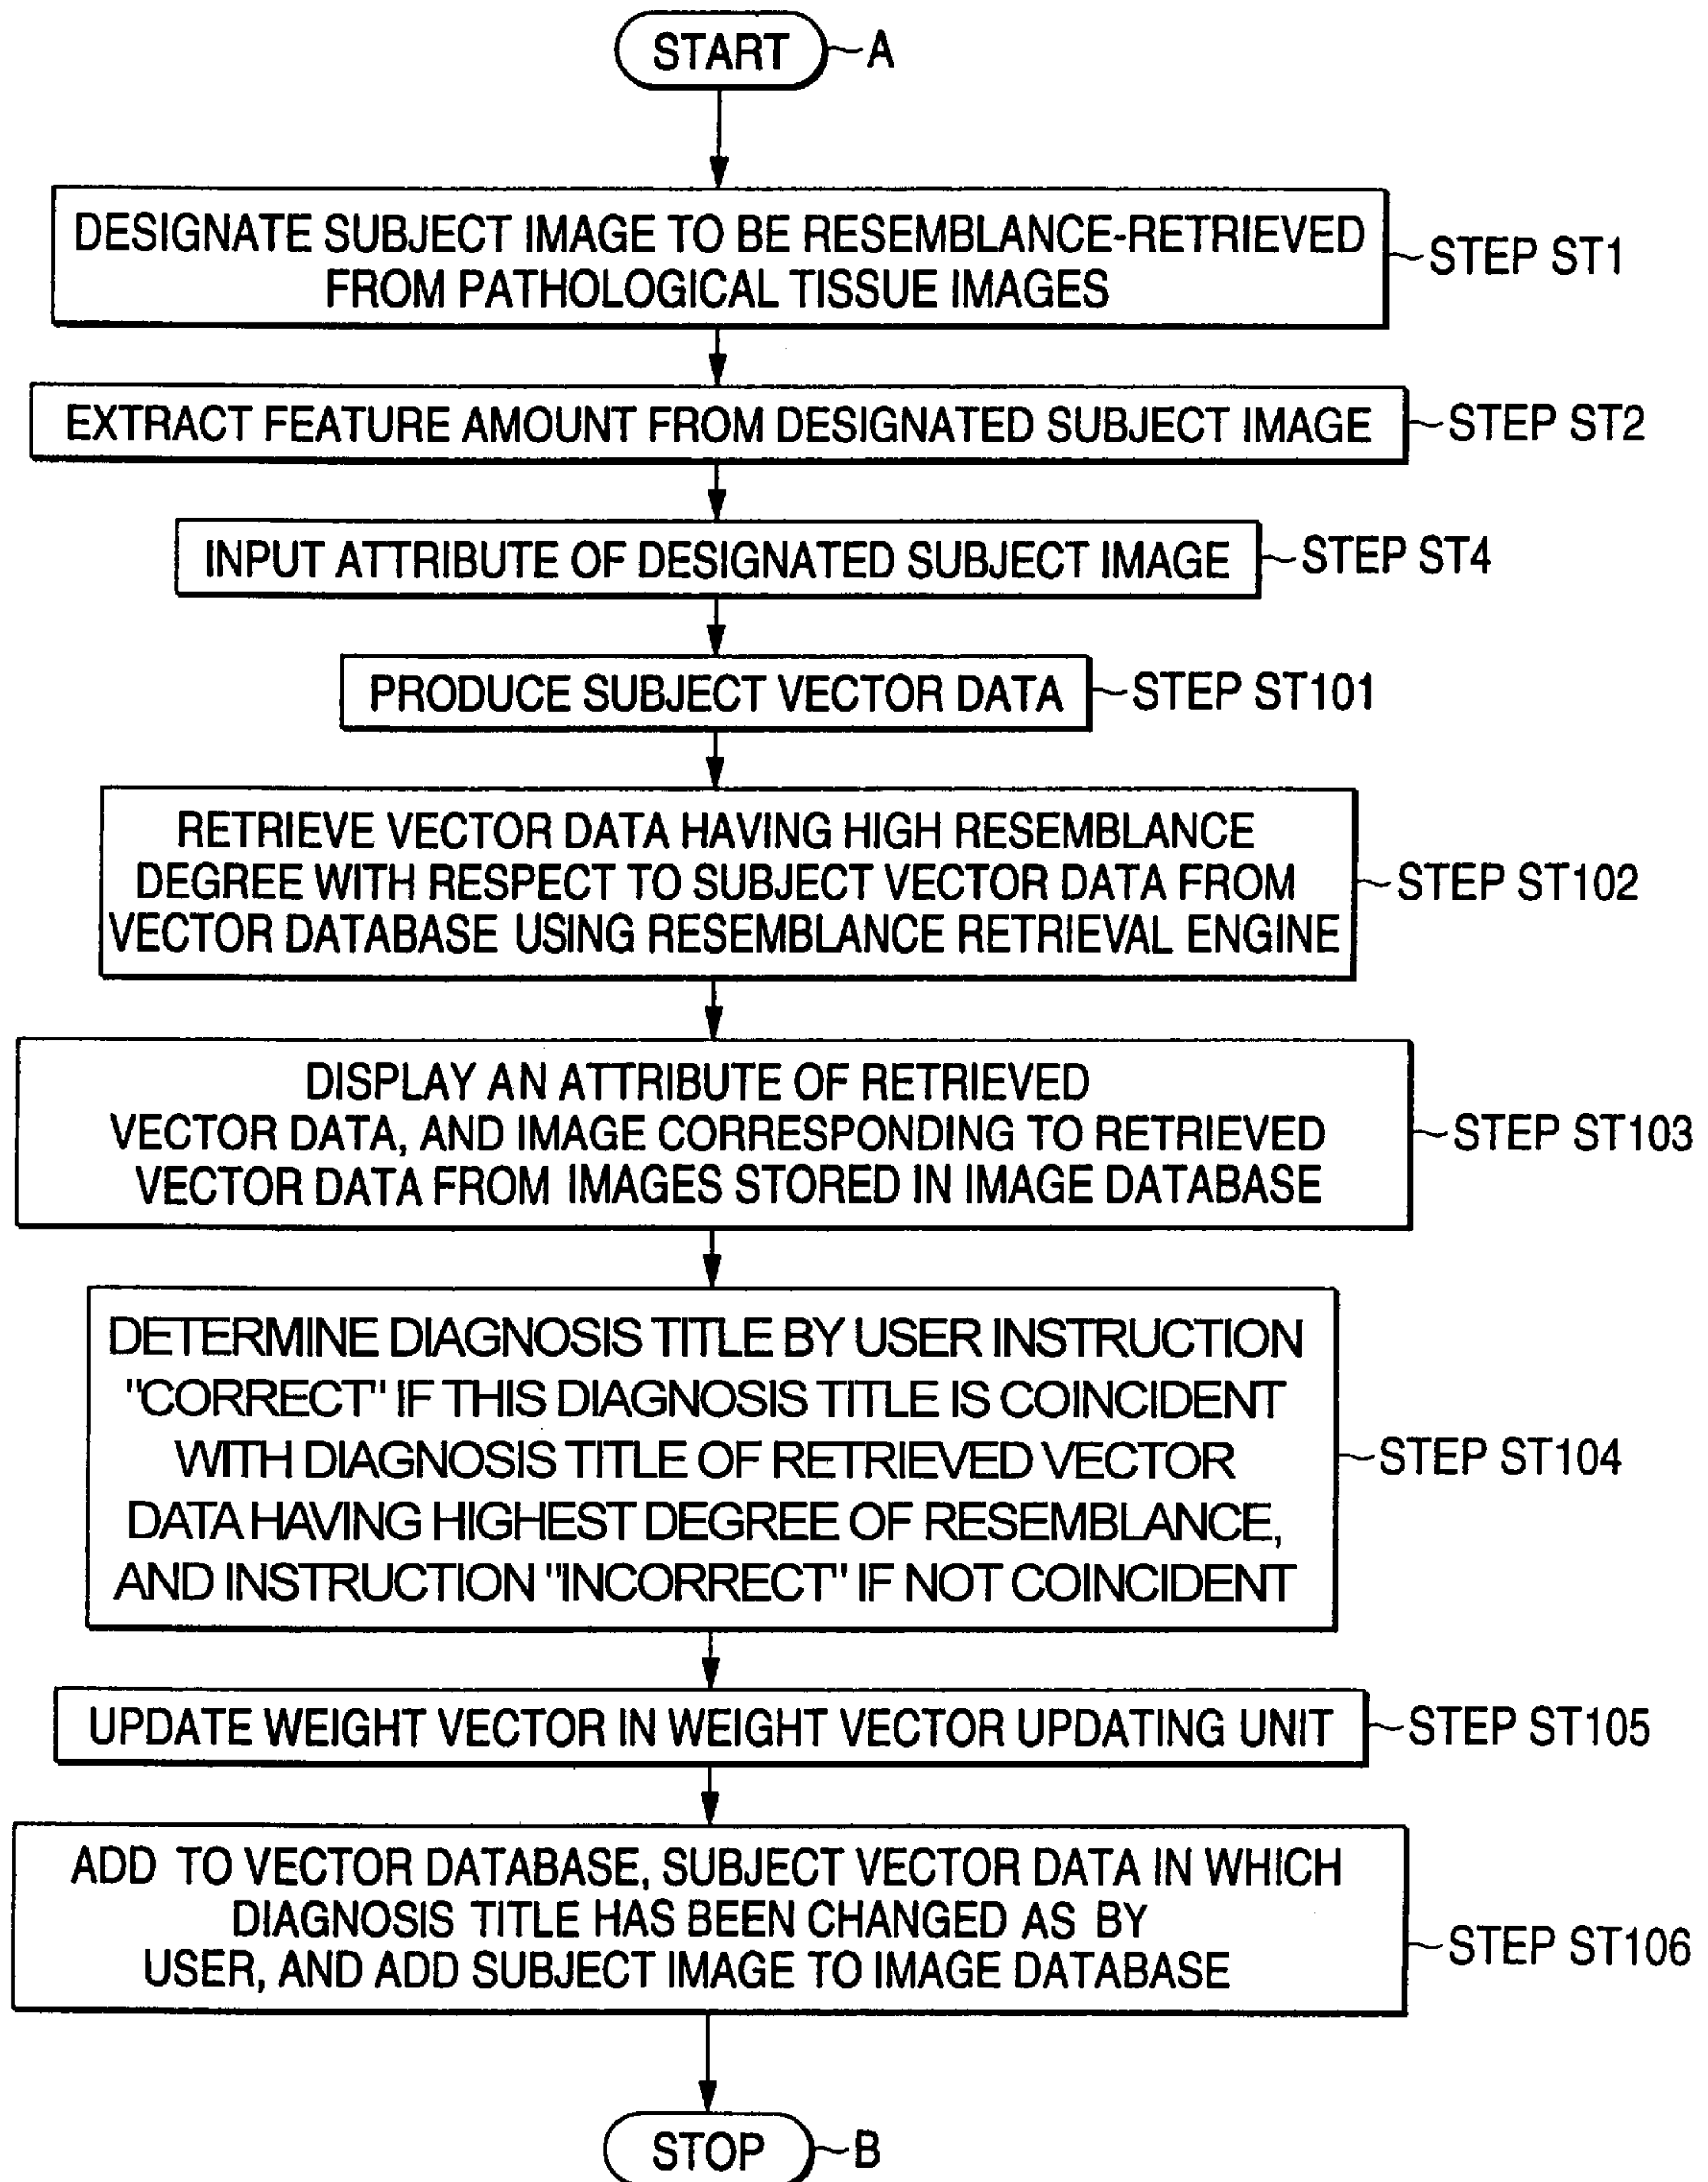 START
A
DESIGNATE SUBJECT IMAGE TO BE RESEMBLANCE-RETRIEVED
FROM PATHOLOGICAL TISSUE IMAGES
STEP ST1
EXTRACT FEATURE AMOUNT FROM DESIGNATED SUBJECT IMAGE
STEP ST2
INPUT ATTRIBUTE OF DESIGNATED SUBJECT IMAGE
STEP ST4
PRODUCE SUBJECT VECTOR DATA
STEP ST101
RETRIEVE VECTOR DATA HAVING HIGH RESEMBLANCE
DEGREE WITH RESPECT TO SUBJECT VECTOR DATA FROM
VECTOR DATABASE USING RESEMBLANCE RETRIEVAL ENGINE
STEP ST102
DISPLAY AN ATTRIBUTE OF RETRIEVED
VECTOR DATA, AND IMAGE CORRESPONDING TO RETRIEVED
VECTOR DATA FROM IMAGES STORED IN IMAGE DATABASE
STEP ST103
DETERMINE DIAGNOSIS TITLE BY USER INSTRUCTION
"CORRECT" IF THIS DIAGNOSIS TITLE IS COINCIDENT
WITH DIAGNOSIS TITLE OF RETRIEVED VECTOR
DATA HAVING HIGHEST DEGREE OF RESEMBLANCE,
AND INSTRUCTION "INCORRECT" IF NOT COINCIDENT
STEP ST104
UPDATE WEIGHT VECTOR IN WEIGHT VECTOR UPDATING UNIT
STEP ST105
ADD TO VECTOR DATABASE, SUBJECT VECTOR DATA IN WHICH
DIAGNOSIS TITLE HAS BEEN CHANGED AS BY
USER, AND ADD SUBJECT IMAGE TO IMAGE DATABASE
STEP ST106
STOP
B